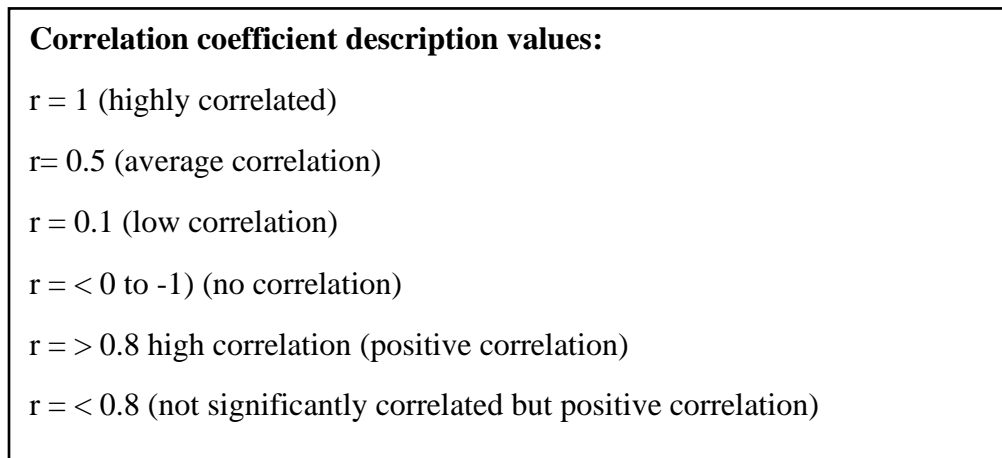 Correlation coefficient description values:
r = 1 (highly correlated)
r= 0.5 (average correlation)
r = 0.1 (low correlation)
r = < 0 to -1) (no correlation)
r = > 0.8 high correlation (positive correlation)
r = < 0.8 (not significantly correlated but positive correlation)